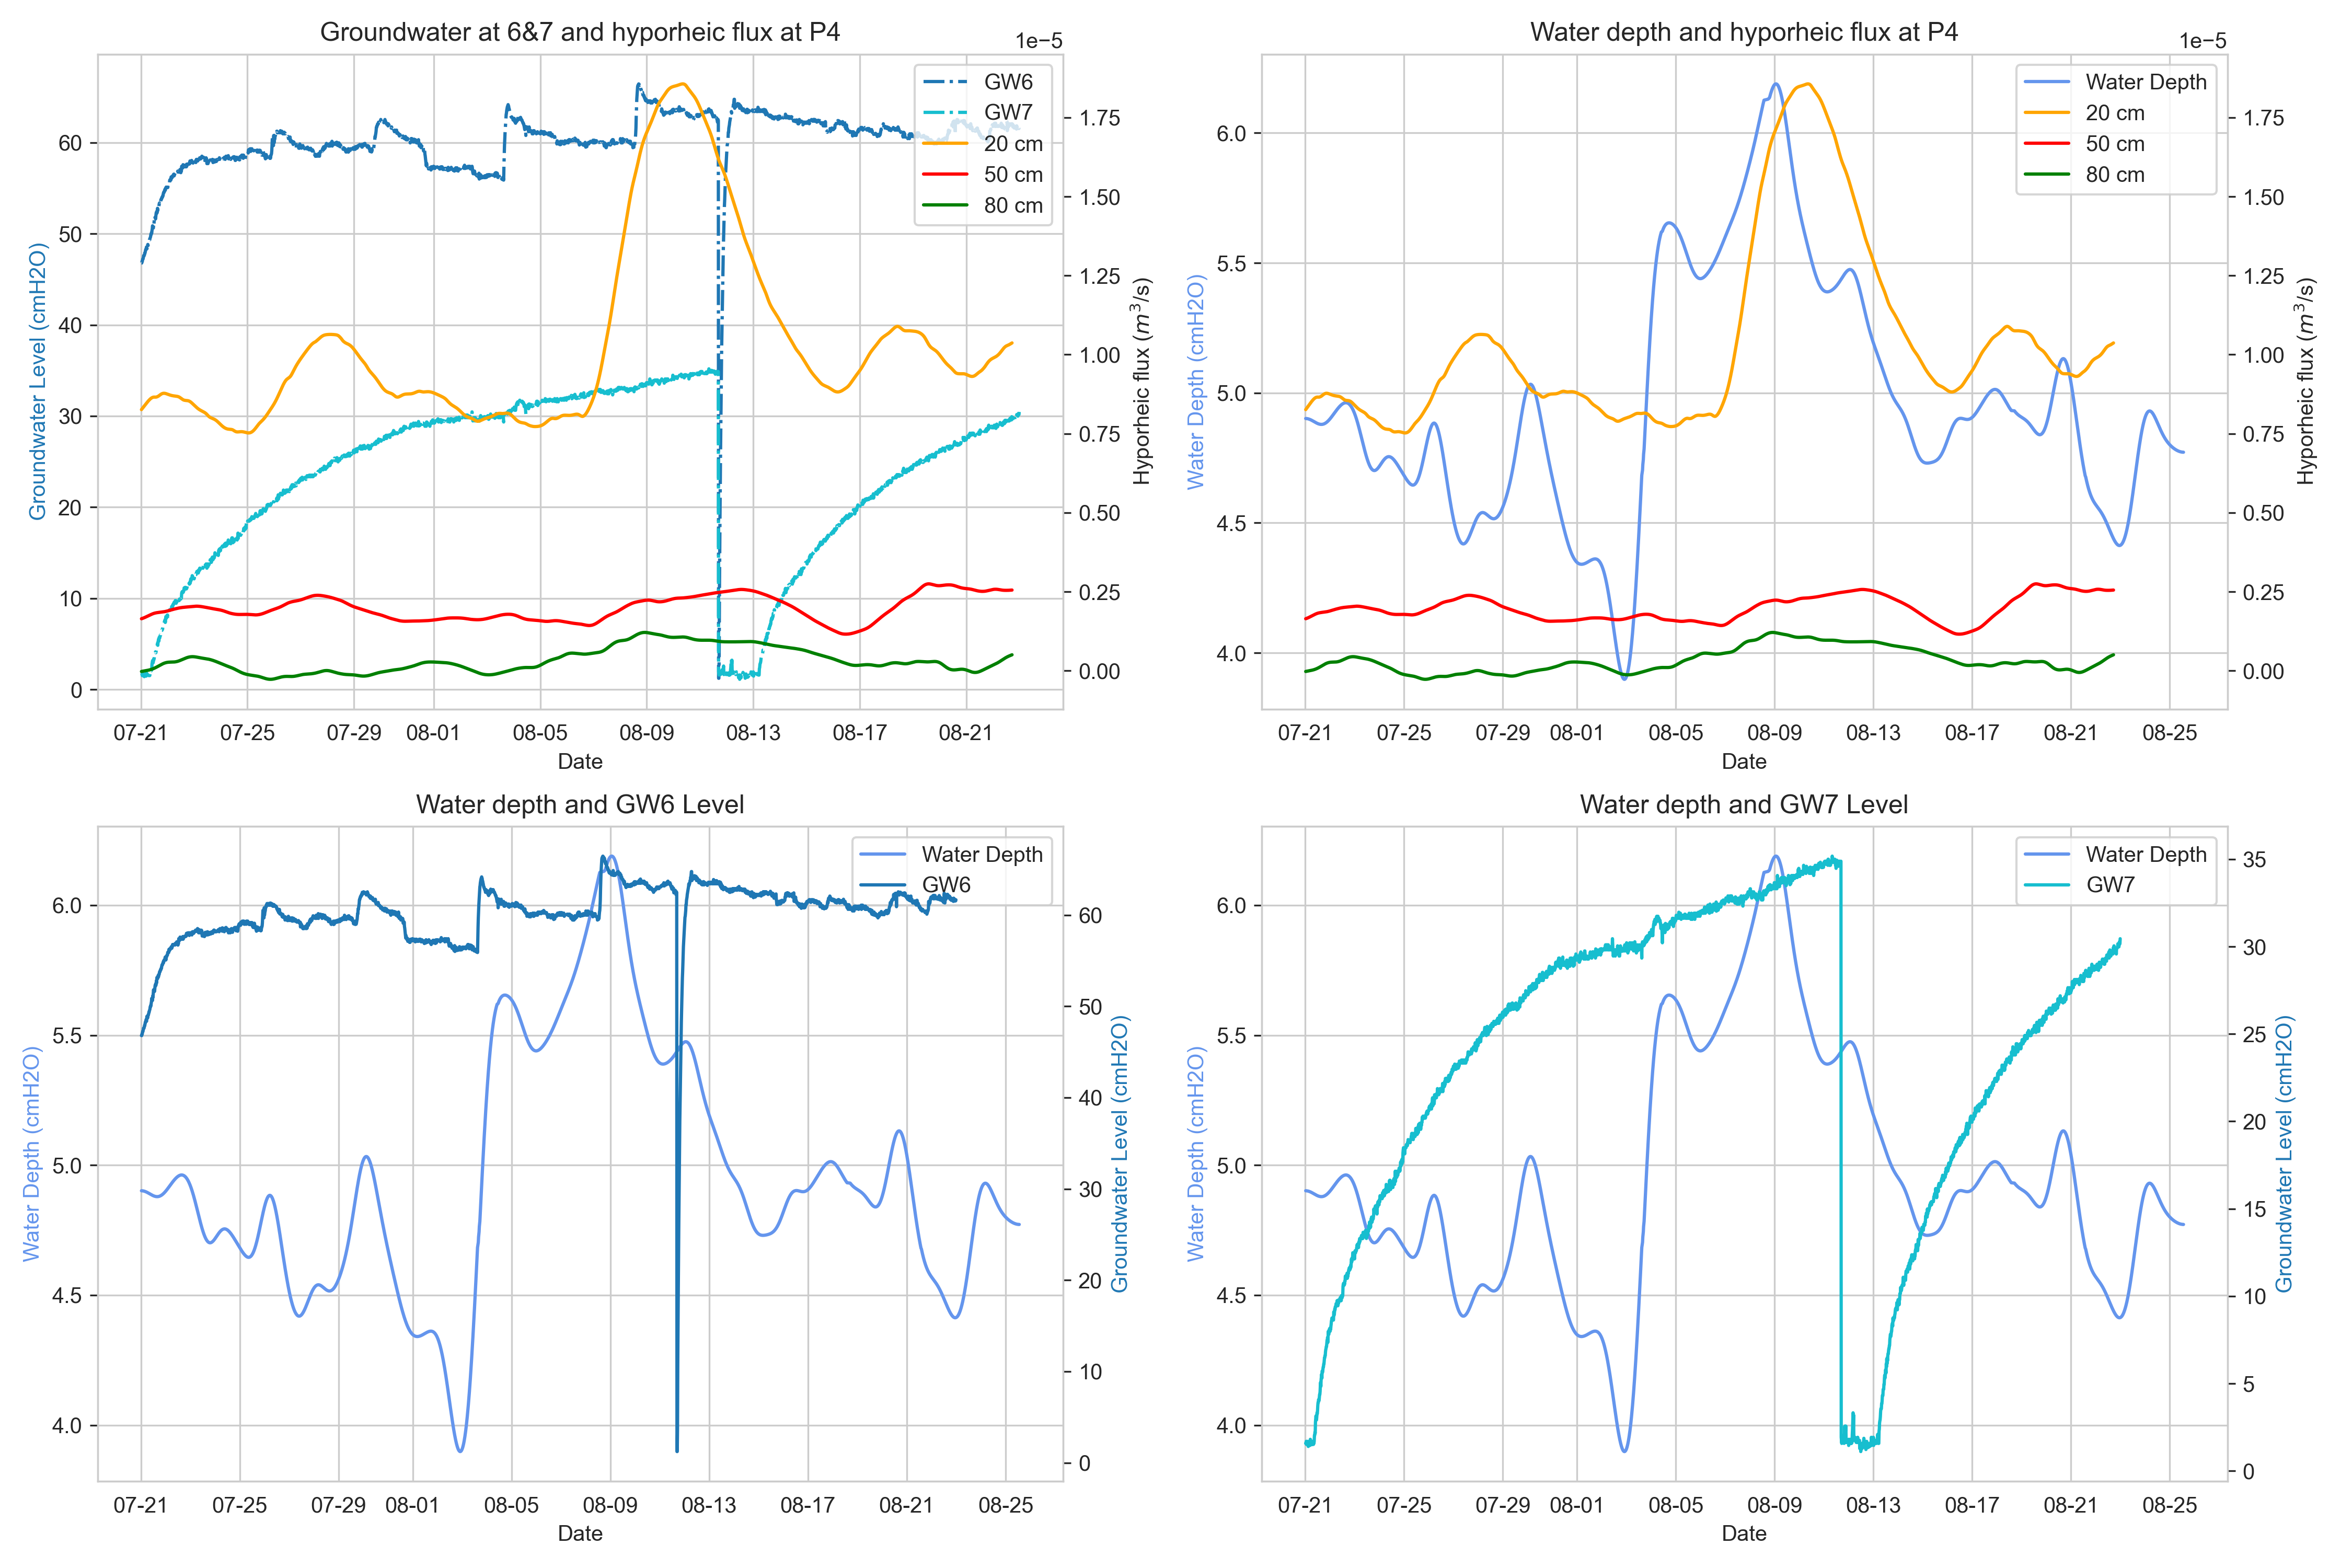 Groundwater at 6&7 and hyporheic flux at P4
1e−5
GW6
GW7
20 cm
50 cm
80 cm
60
50
40
30
20
10
0
Groundwater Level (cmH2O)
1.75
1.50
1.25
1.00
0.75
0.50
0.25
0.00
Hyporheic flux (m³/s)
07-21 07-25 07-29 08-01 08-05 08-09 08-13 08-17 08-21
Date
Water depth and hyporheic flux at P4
1e−5
Water Depth
20 cm
50 cm
80 cm
6.0
5.5
5.0
4.5
4.0
Water Depth (cmH2O)
1.75
1.50
1.25
1.00
0.75
0.50
0.25
0.00
Hyporheic flux (m³/s)
07-21 07-25 07-29 08-01 08-05 08-09 08-13 08-17 08-21 08-25
Date
Water depth and GW6 Level
Water Depth
GW6
6.0
5.5
5.0
4.5
4.0
Water Depth (cmH2O)
60
50
40
30
20
10
0
Groundwater Level (cmH2O)
07-21 07-25 07-29 08-01 08-05 08-09 08-13 08-17 08-21 08-25
Date
Water depth and GW7 Level
Water Depth
GW7
6.0
5.5
5.0
4.5
4.0
Water Depth (cmH2O)
35
30
25
20
15
10
5
0
Groundwater Level (cmH2O)
07-21 07-25 07-29 08-01 08-05 08-09 08-13 08-17 08-21 08-25
Date